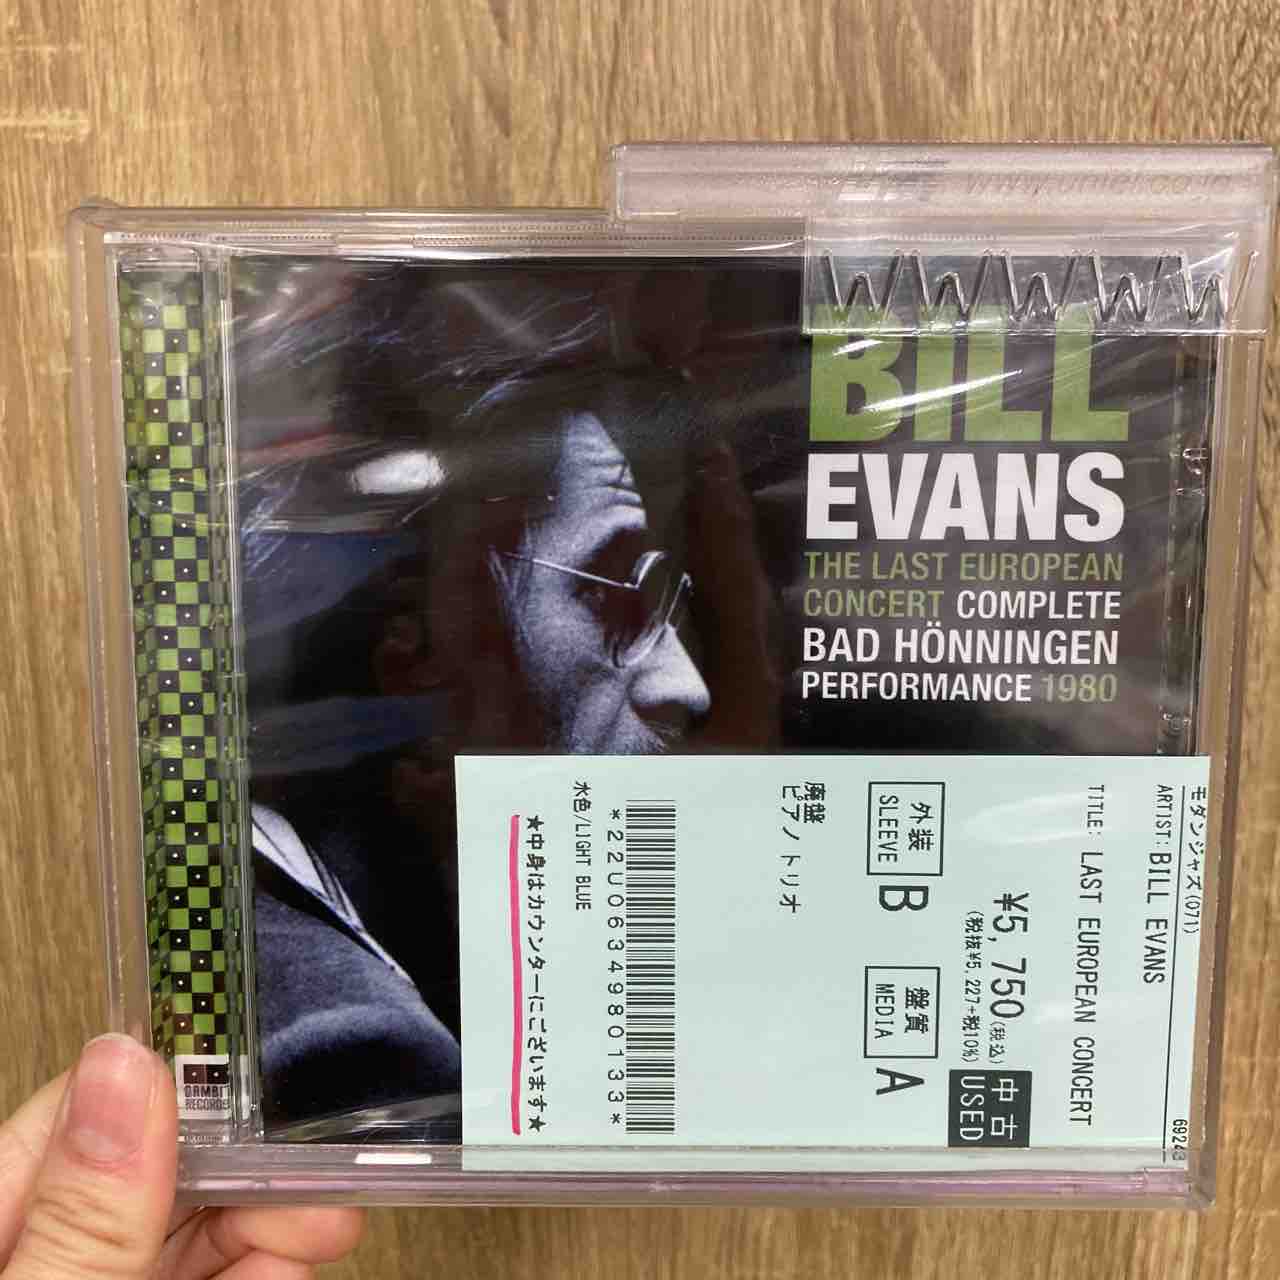 BILL
EVANS
THE LAST EUROPEAN
CONCERT COMPLETE
BAD HÖNNINGEN
PERFORMANCE 1980
モダンジャズ(071)
69243
ARTIST: BILL EVANS
TITLE: LAST EUROPEAN CONCERT
¥5,750(税込)
(税抜¥5,227+税10%)
中古
USED
外装
SLEEVE
B
盤質
MEDIA
A
廃盤
ピアノトリオ
*22U0634980133*
水色/LIGHT BLUE
★中身はカウンターにございます★
RECORDS